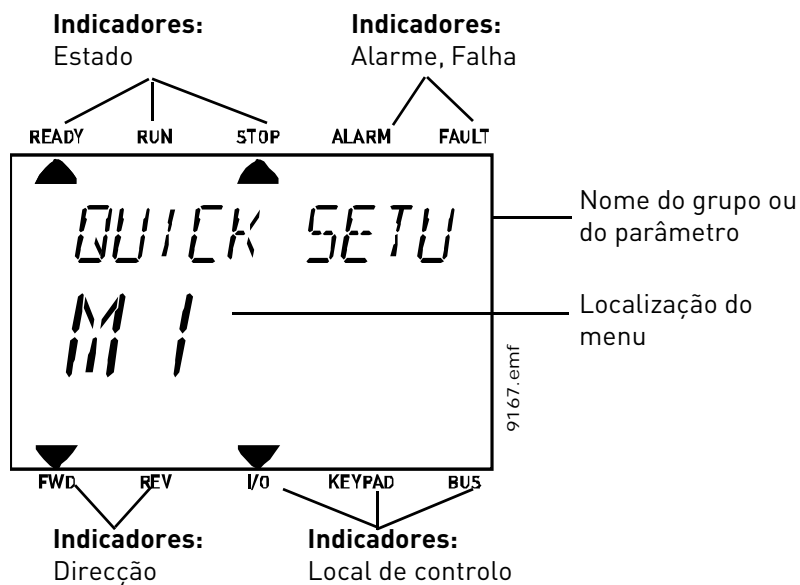 Indicadores:
Estado
Indicadores:
Alarme, Falha
READY RUN STOP ALARM FAULT
QUICK SETU
Nome do grupo ou
do parâmetro
M 1
Localização do
menu
9167.emf
FWD REV I/O KEYPAD BUS
Indicadores:
Direcção
Indicadores:
Local de controlo